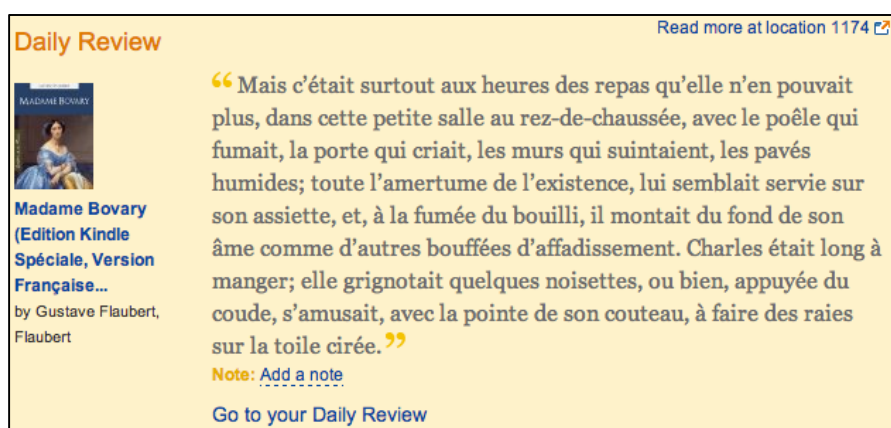 Daily Review
Read more at location 1174
MADAME BOVARY
Madame Bovary
(Edition Kindle
Spéciale, Version
Française...
by Gustave Flaubert,
Flaubert
“ Mais c’était surtout aux heures des repas qu’elle n’en pouvait
plus, dans cette petite salle au rez-de-chaussée, avec le poêle qui
fumait, la porte qui criait, les murs qui suintaient, les pavés
humides; toute l’amertume de l’existence, lui semblait servie sur
son assiette, et, à la fumée du bouilli, il montait du fond de son
âme comme d’autres bouffées d’affadissement. Charles était long à
manger; elle grignotait quelques noisettes, ou bien, appuyée du
coude, s’amusait, avec la pointe de son couteau, à faire des raies
sur la toile cirée. ”
Note: Add a note
Go to your Daily Review